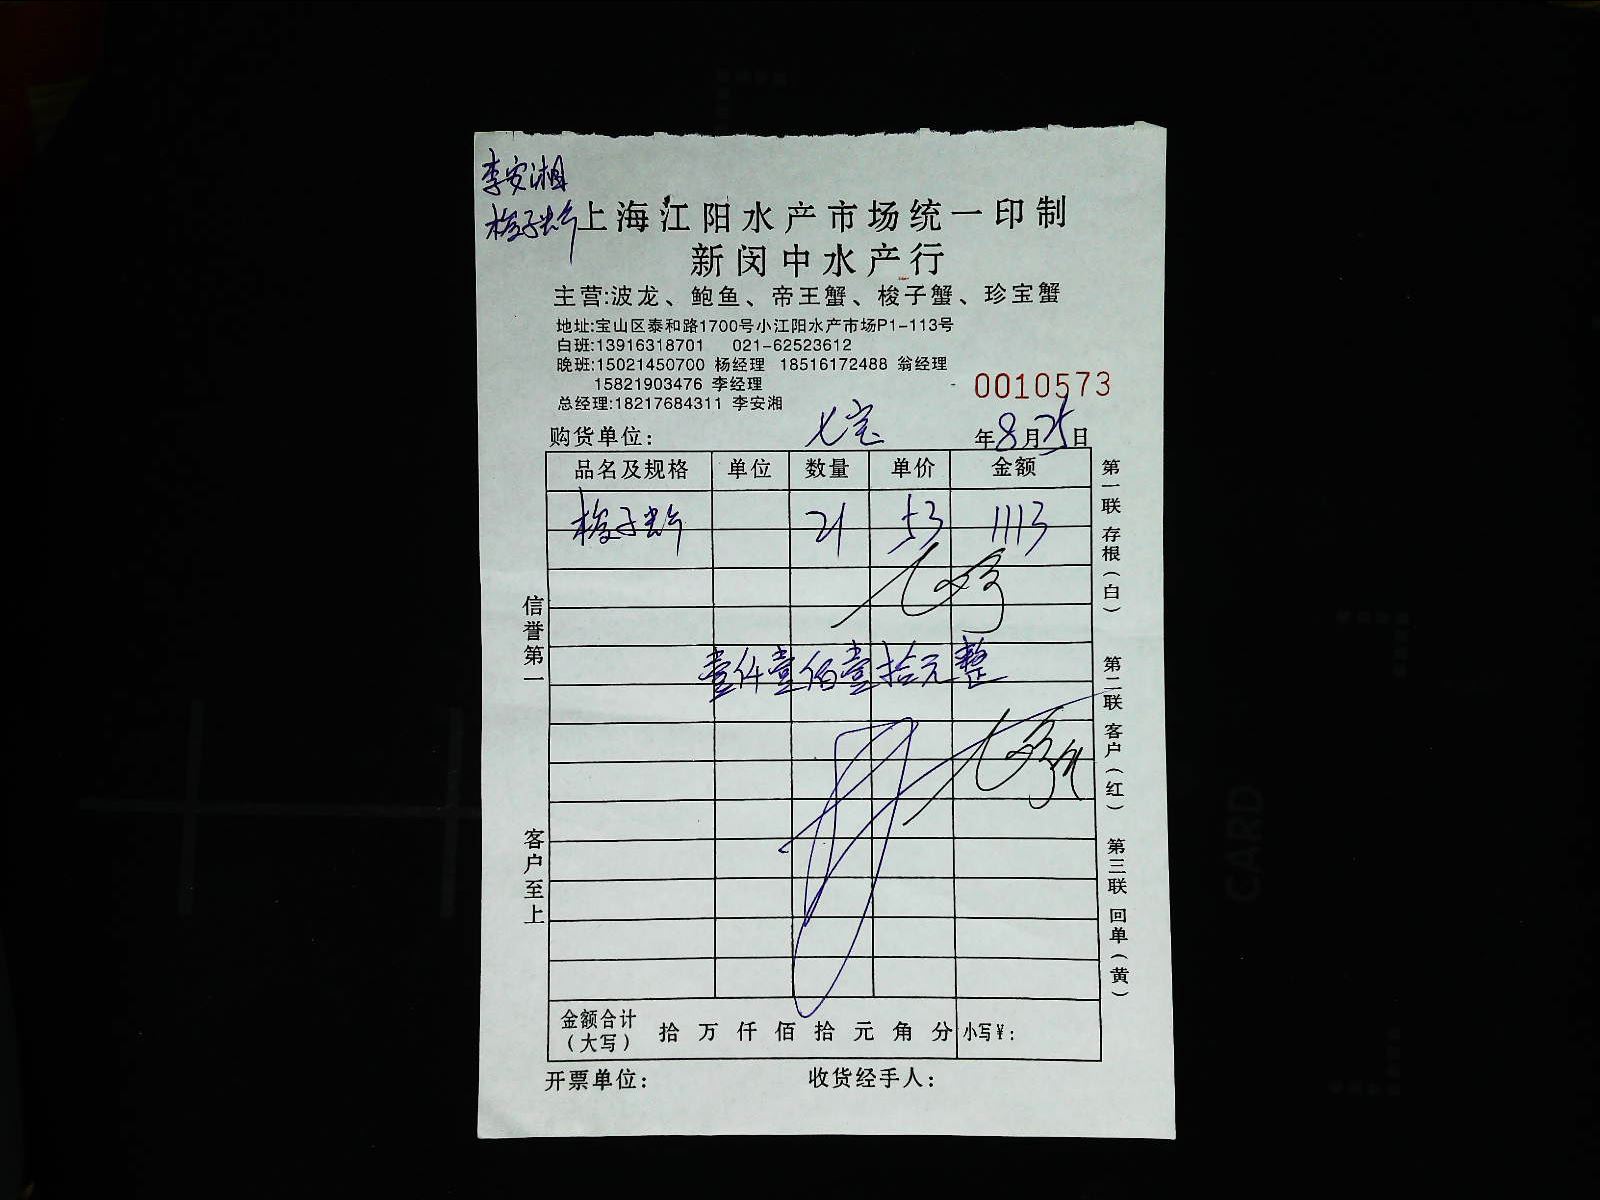 李安湘
梭子蟹
上海江阳水产市场统一印制
新闵中水产行
主营:波龙、鲍鱼、帝王蟹、梭子蟹、珍宝蟹
地址:宝山区泰和路1700号小江阳水产市场P1-113号
白班:13916318701 021-62523612
晚班:15021450700 杨经理 18516172488 翁经理
15821903476 李经理
0010573
总经理:18217684311 李安湘
购货单位: 七宝 年8月25日
品名及规格 单位 数量 单价 金额
梭子蟹 21 53 1113
壹仟壹佰壹拾元整
金额合计(大写) 拾 万 仟 佰 拾 元 角 分 小写¥:
开票单位: 收货经手人:
信誉第一
客户至上
第一联 存根(白)
第二联 客户(红)
第三联 回单(黄)
CARD